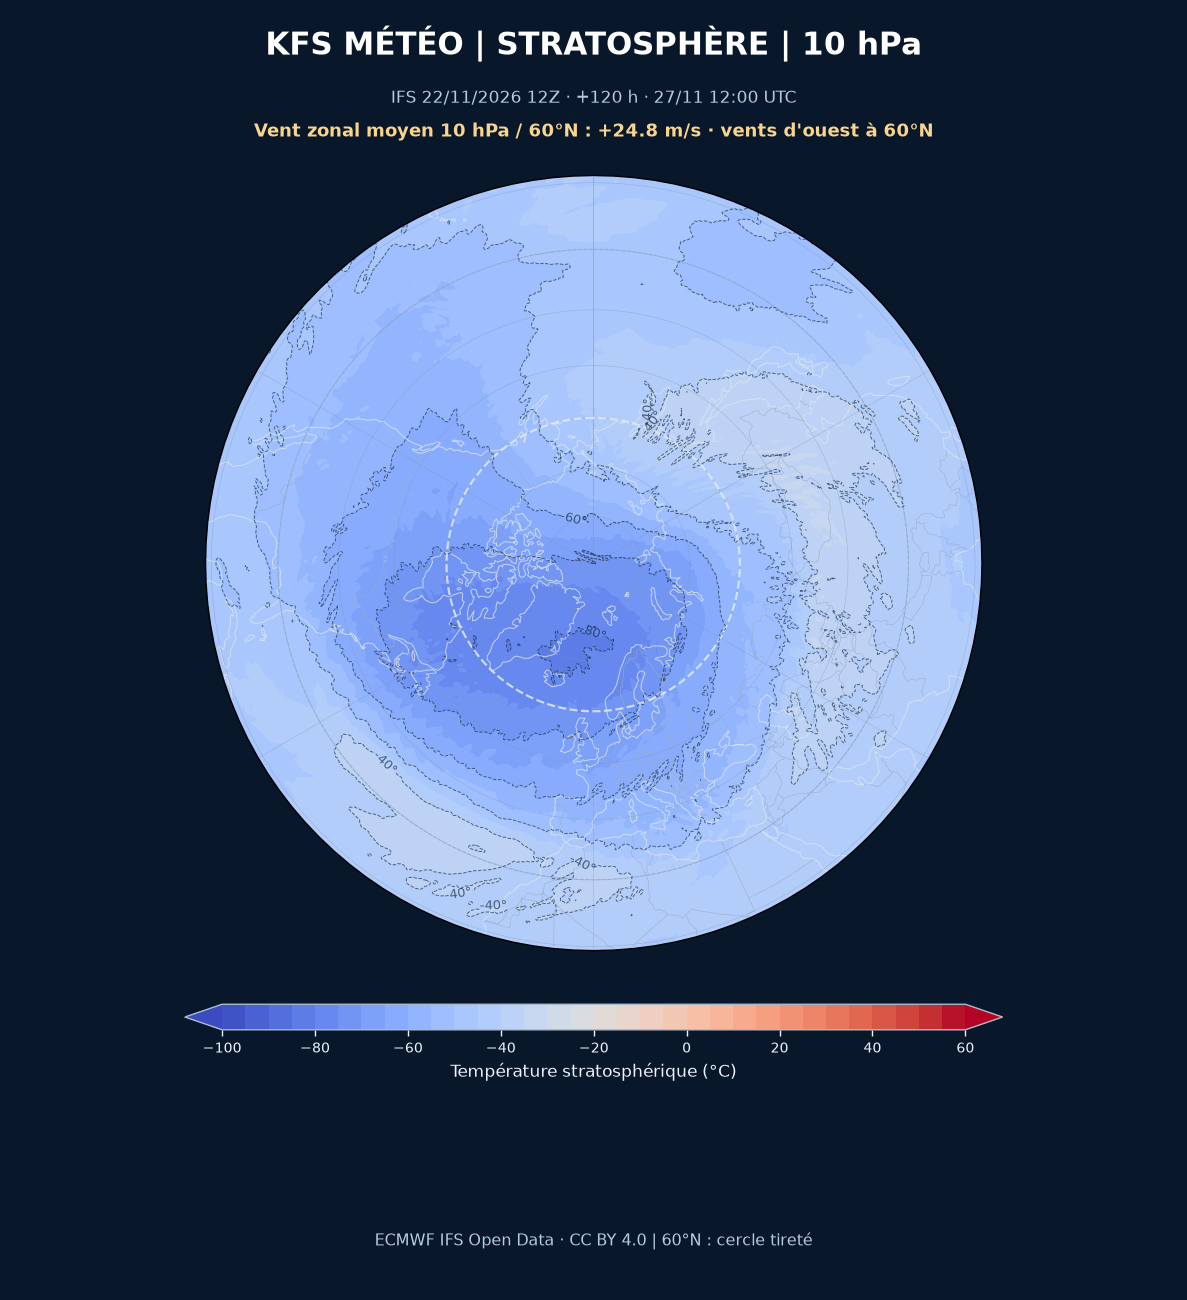 KFS MÉTÉO | STRATOSPHÈRE | 10 hPa
IFS 22/11/2026 12Z · +120 h · 27/11 12:00 UTC
Vent zonal moyen 10 hPa / 60°N : +24.8 m/s · vents d'ouest à 60°N
-40°
-40°
60°
-80°
-40°
-40°
-40°
-40°
−100 −80 −60 −40 −20 0 20 40 60
Température stratosphérique (°C)
ECMWF IFS Open Data · CC BY 4.0 | 60°N : cercle tireté